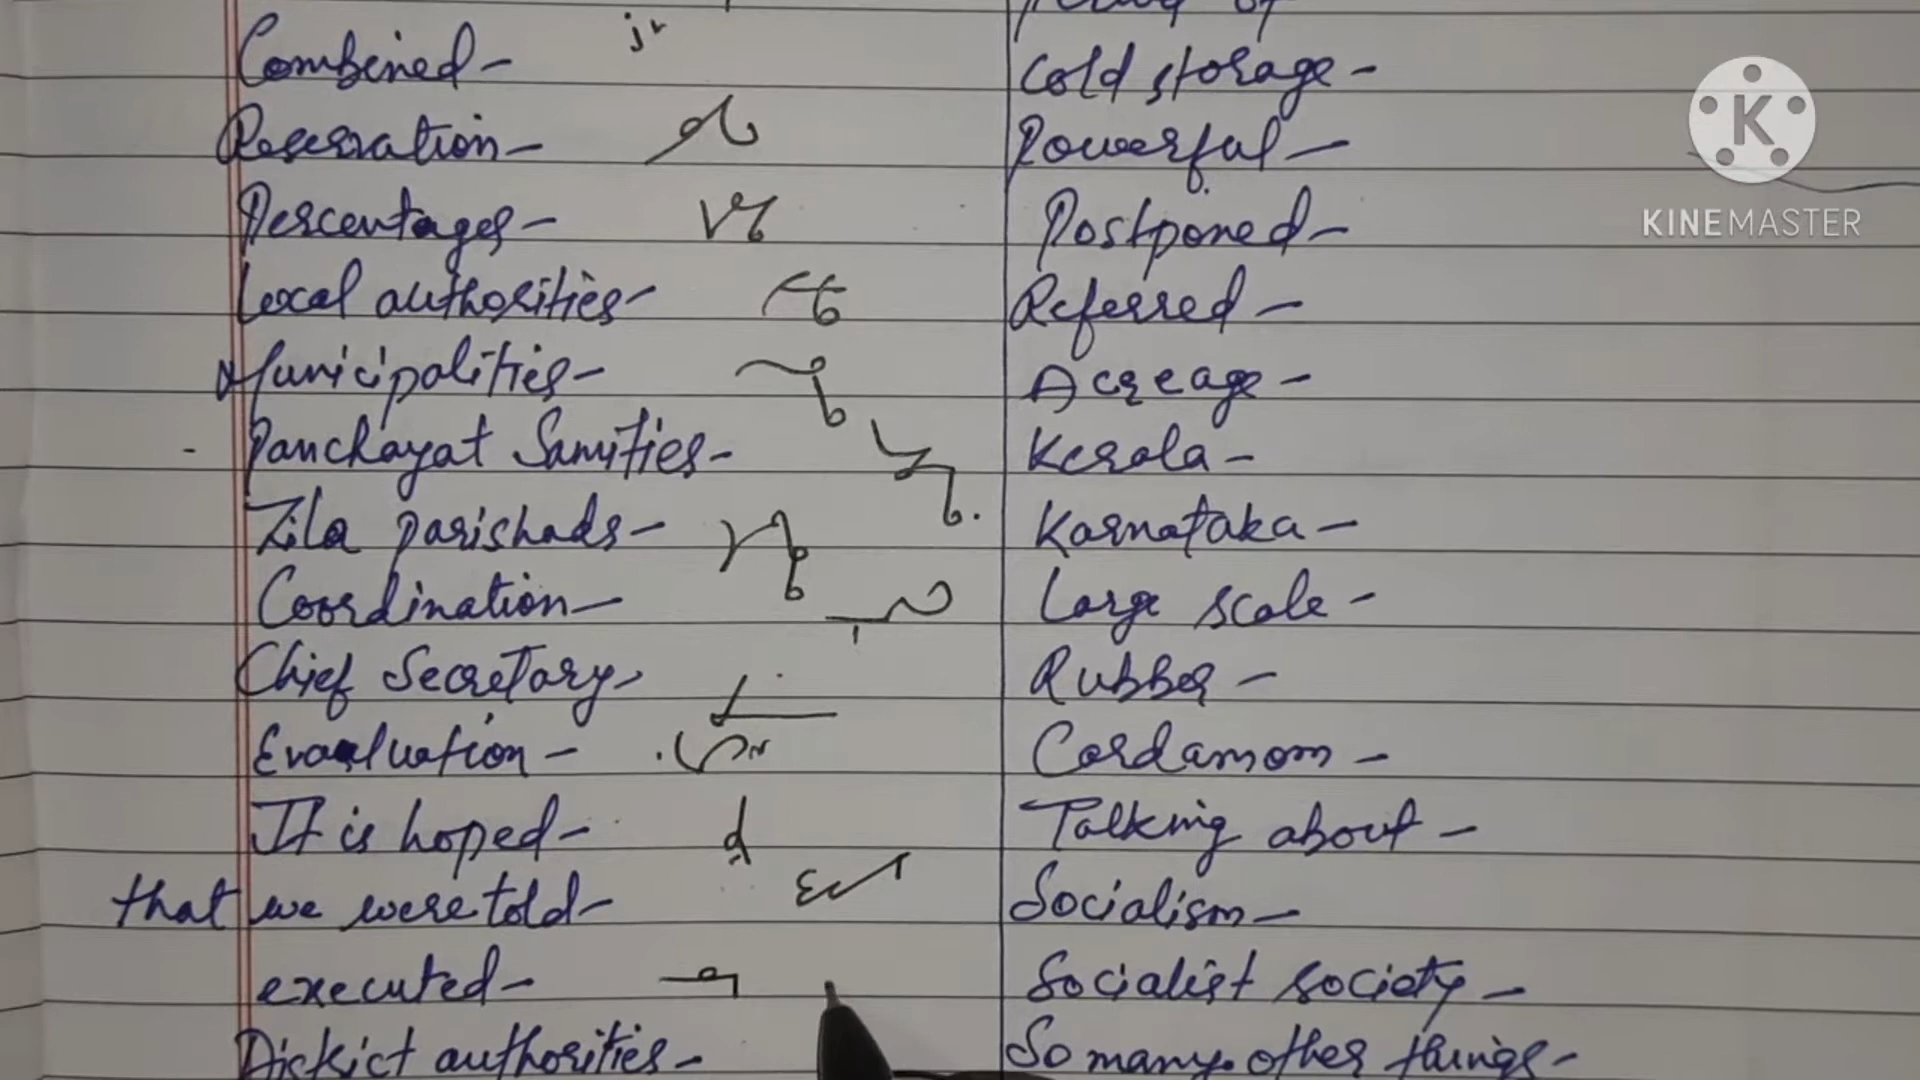 Combined -
Reservation -
Percentages -
Local authorities -
Municipalities -
Panchayat Samities -
Zila parishads -
Coordination -
Chief Secretary -
Evaluation -
It is hoped -
that we were told -
executed -
District authorities -
Cold storage -
Powerful -
Postponed -
Referred -
Acreage -
Kerala -
Karnataka -
Large scale -
Rubber -
Cardamom -
Talking about -
Socialism -
Socialist society -
So many other things -
K
KINEMASTER